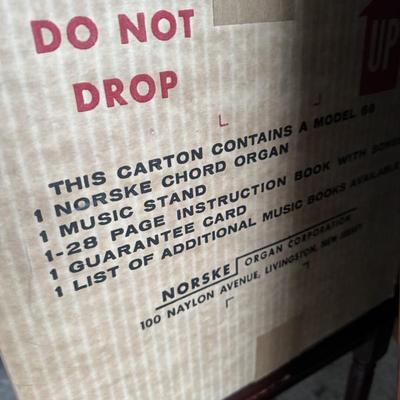 DO NOT
DROP
UP
THIS CARTON CONTAINS A MODEL 66
1 NORSKE CHORD ORGAN
1 MUSIC STAND
1-28 PAGE INSTRUCTION BOOK WITH
1 GUARANTEE CARD
1 LIST OF ADDITIONAL MUSIC BOOKS AVAILABLE
NORSKE ORGAN CORPORATION
100 NAYLON AVENUE, LIVINGSTON, NEW JERSEY